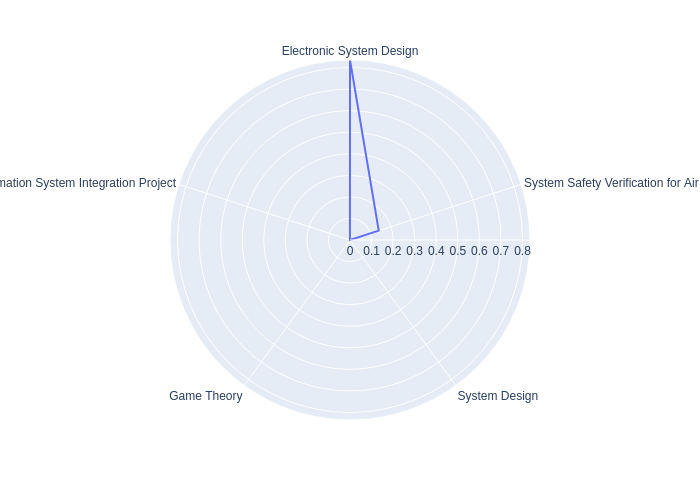 Electronic System Design
mation System Integration Project
System Safety Verification for Air
0 0.1 0.2 0.3 0.4 0.5 0.6 0.7 0.8
Game Theory
System Design